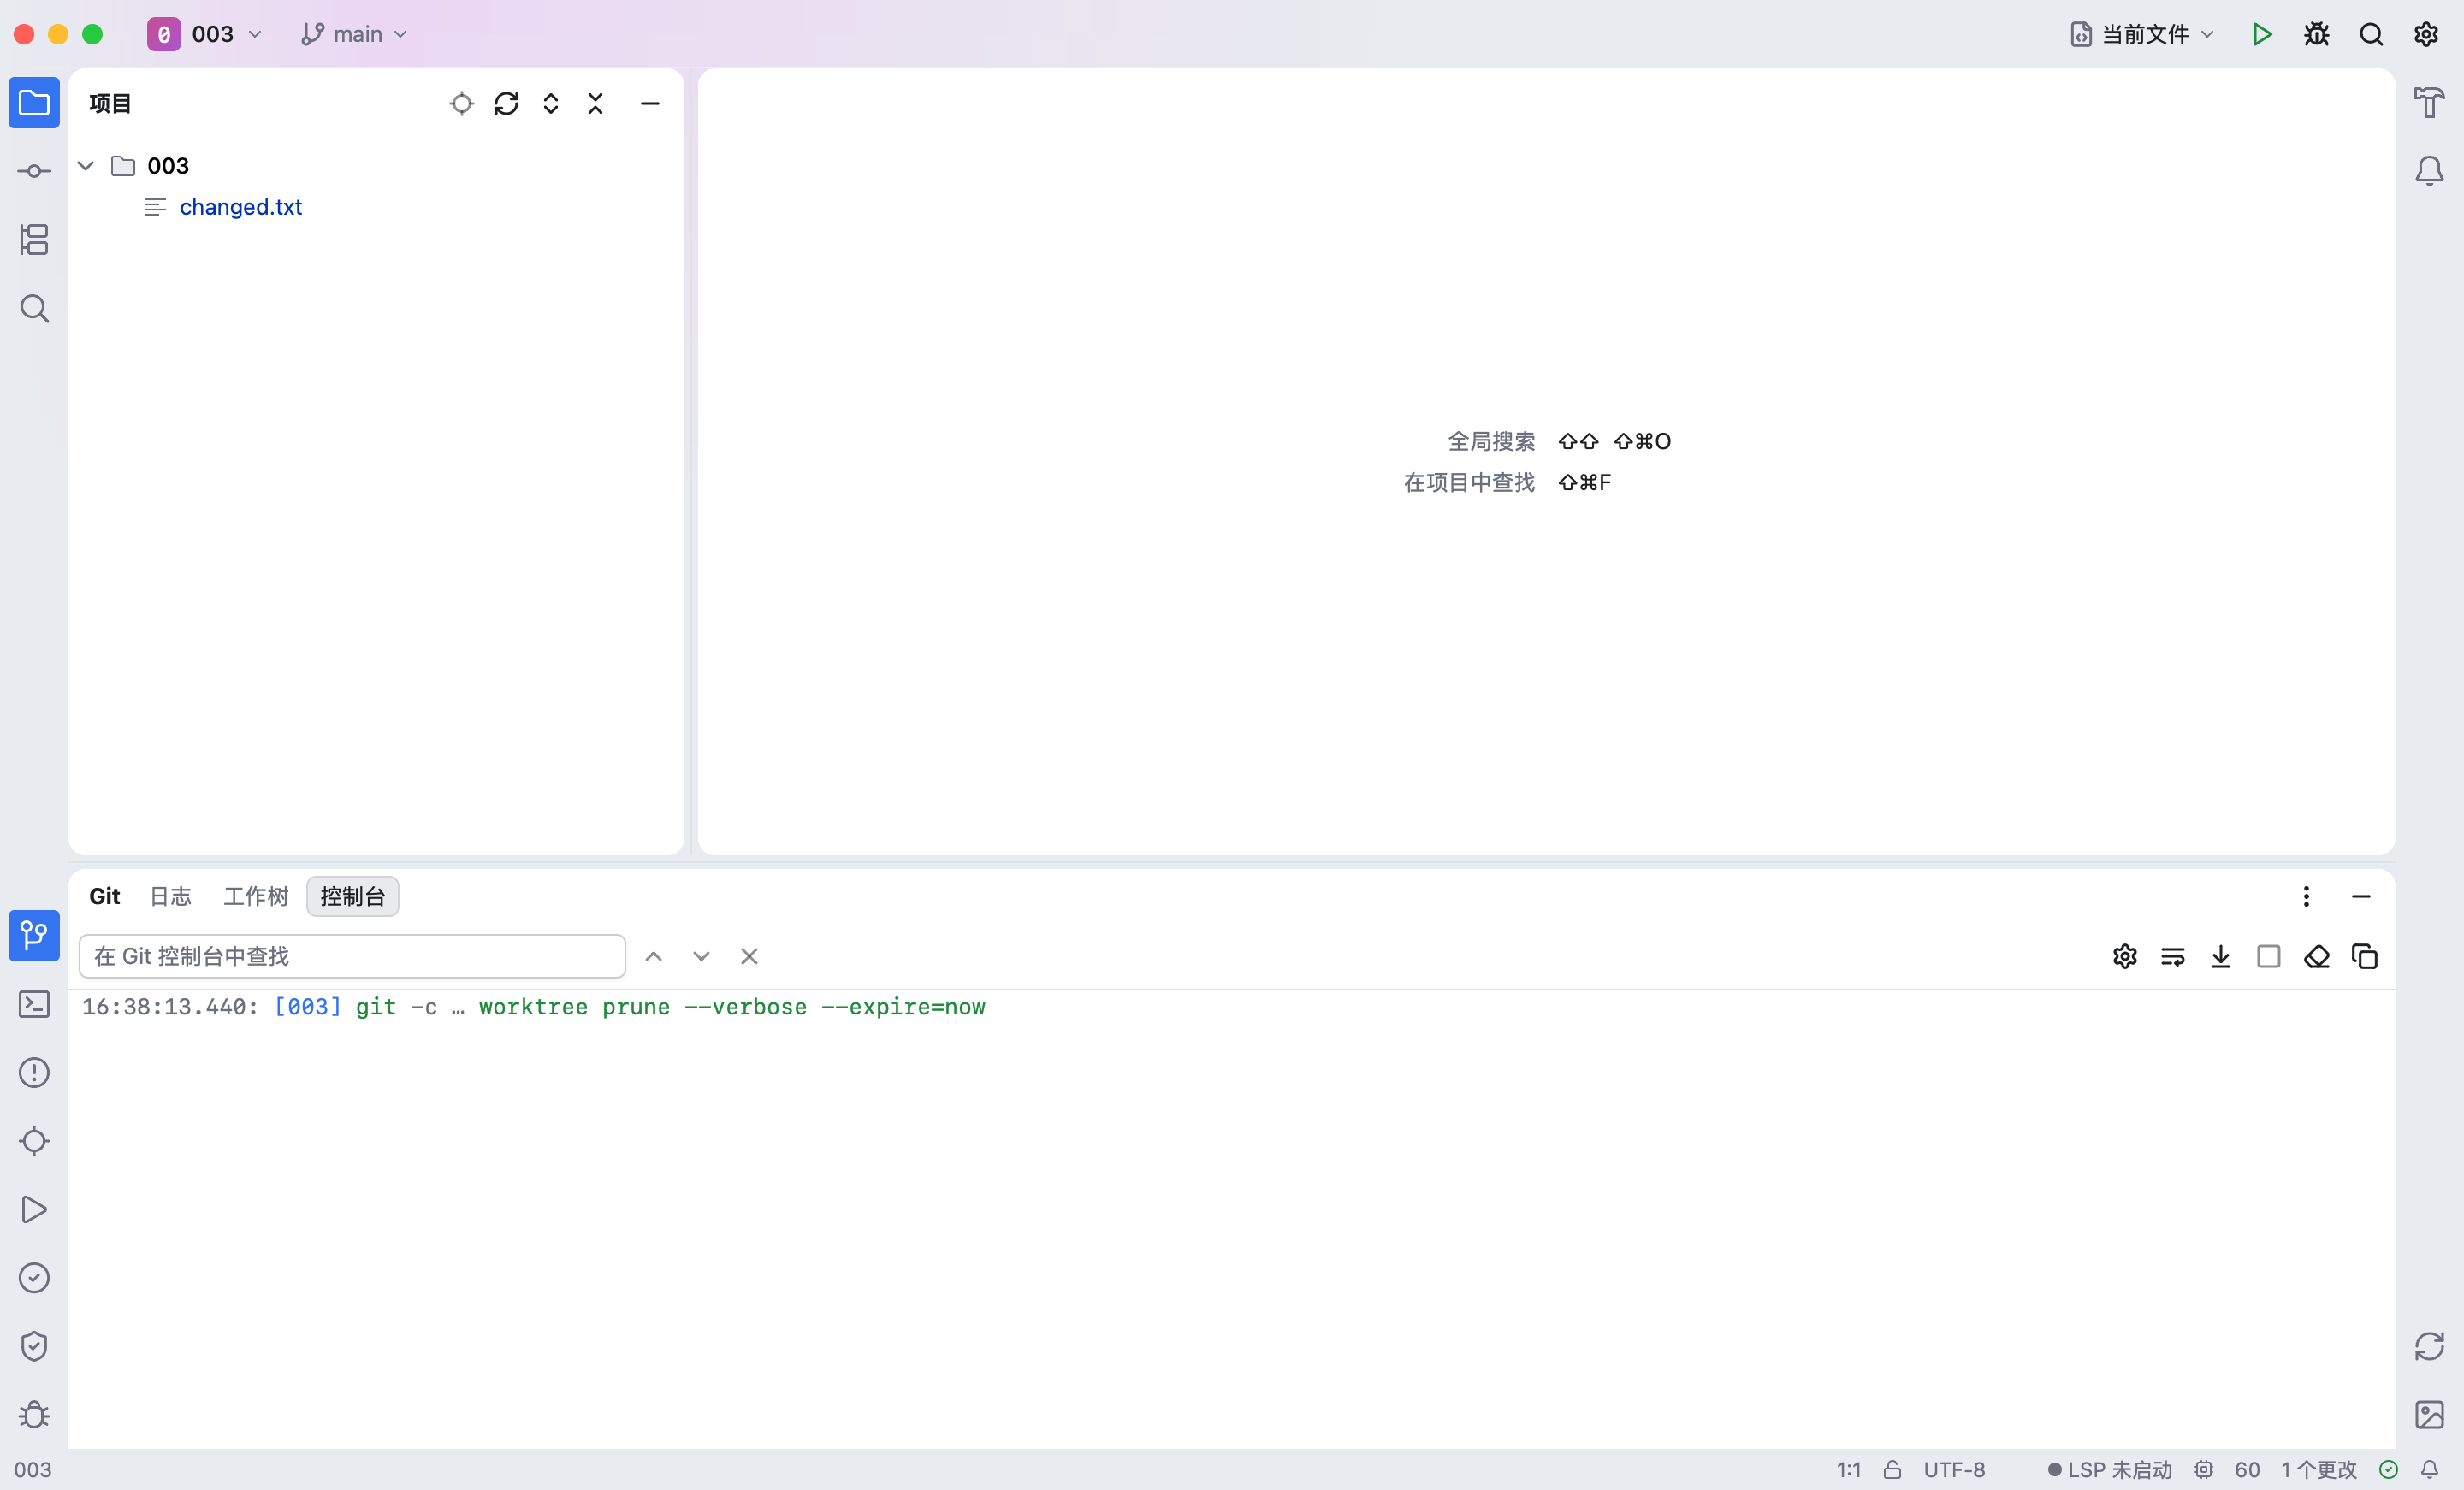 0 003 main 当前文件
项目
003
changed.txt
全局搜索 ⇧⇧ ⇧⌘O
在项目中查找 ⇧⌘F
Git 日志 工作树 控制台
在 Git 控制台中查找
16:38:13.440: [003] git -c … worktree prune --verbose --expire=now
003 1:1 UTF-8 LSP 未启动 60 1 个更改